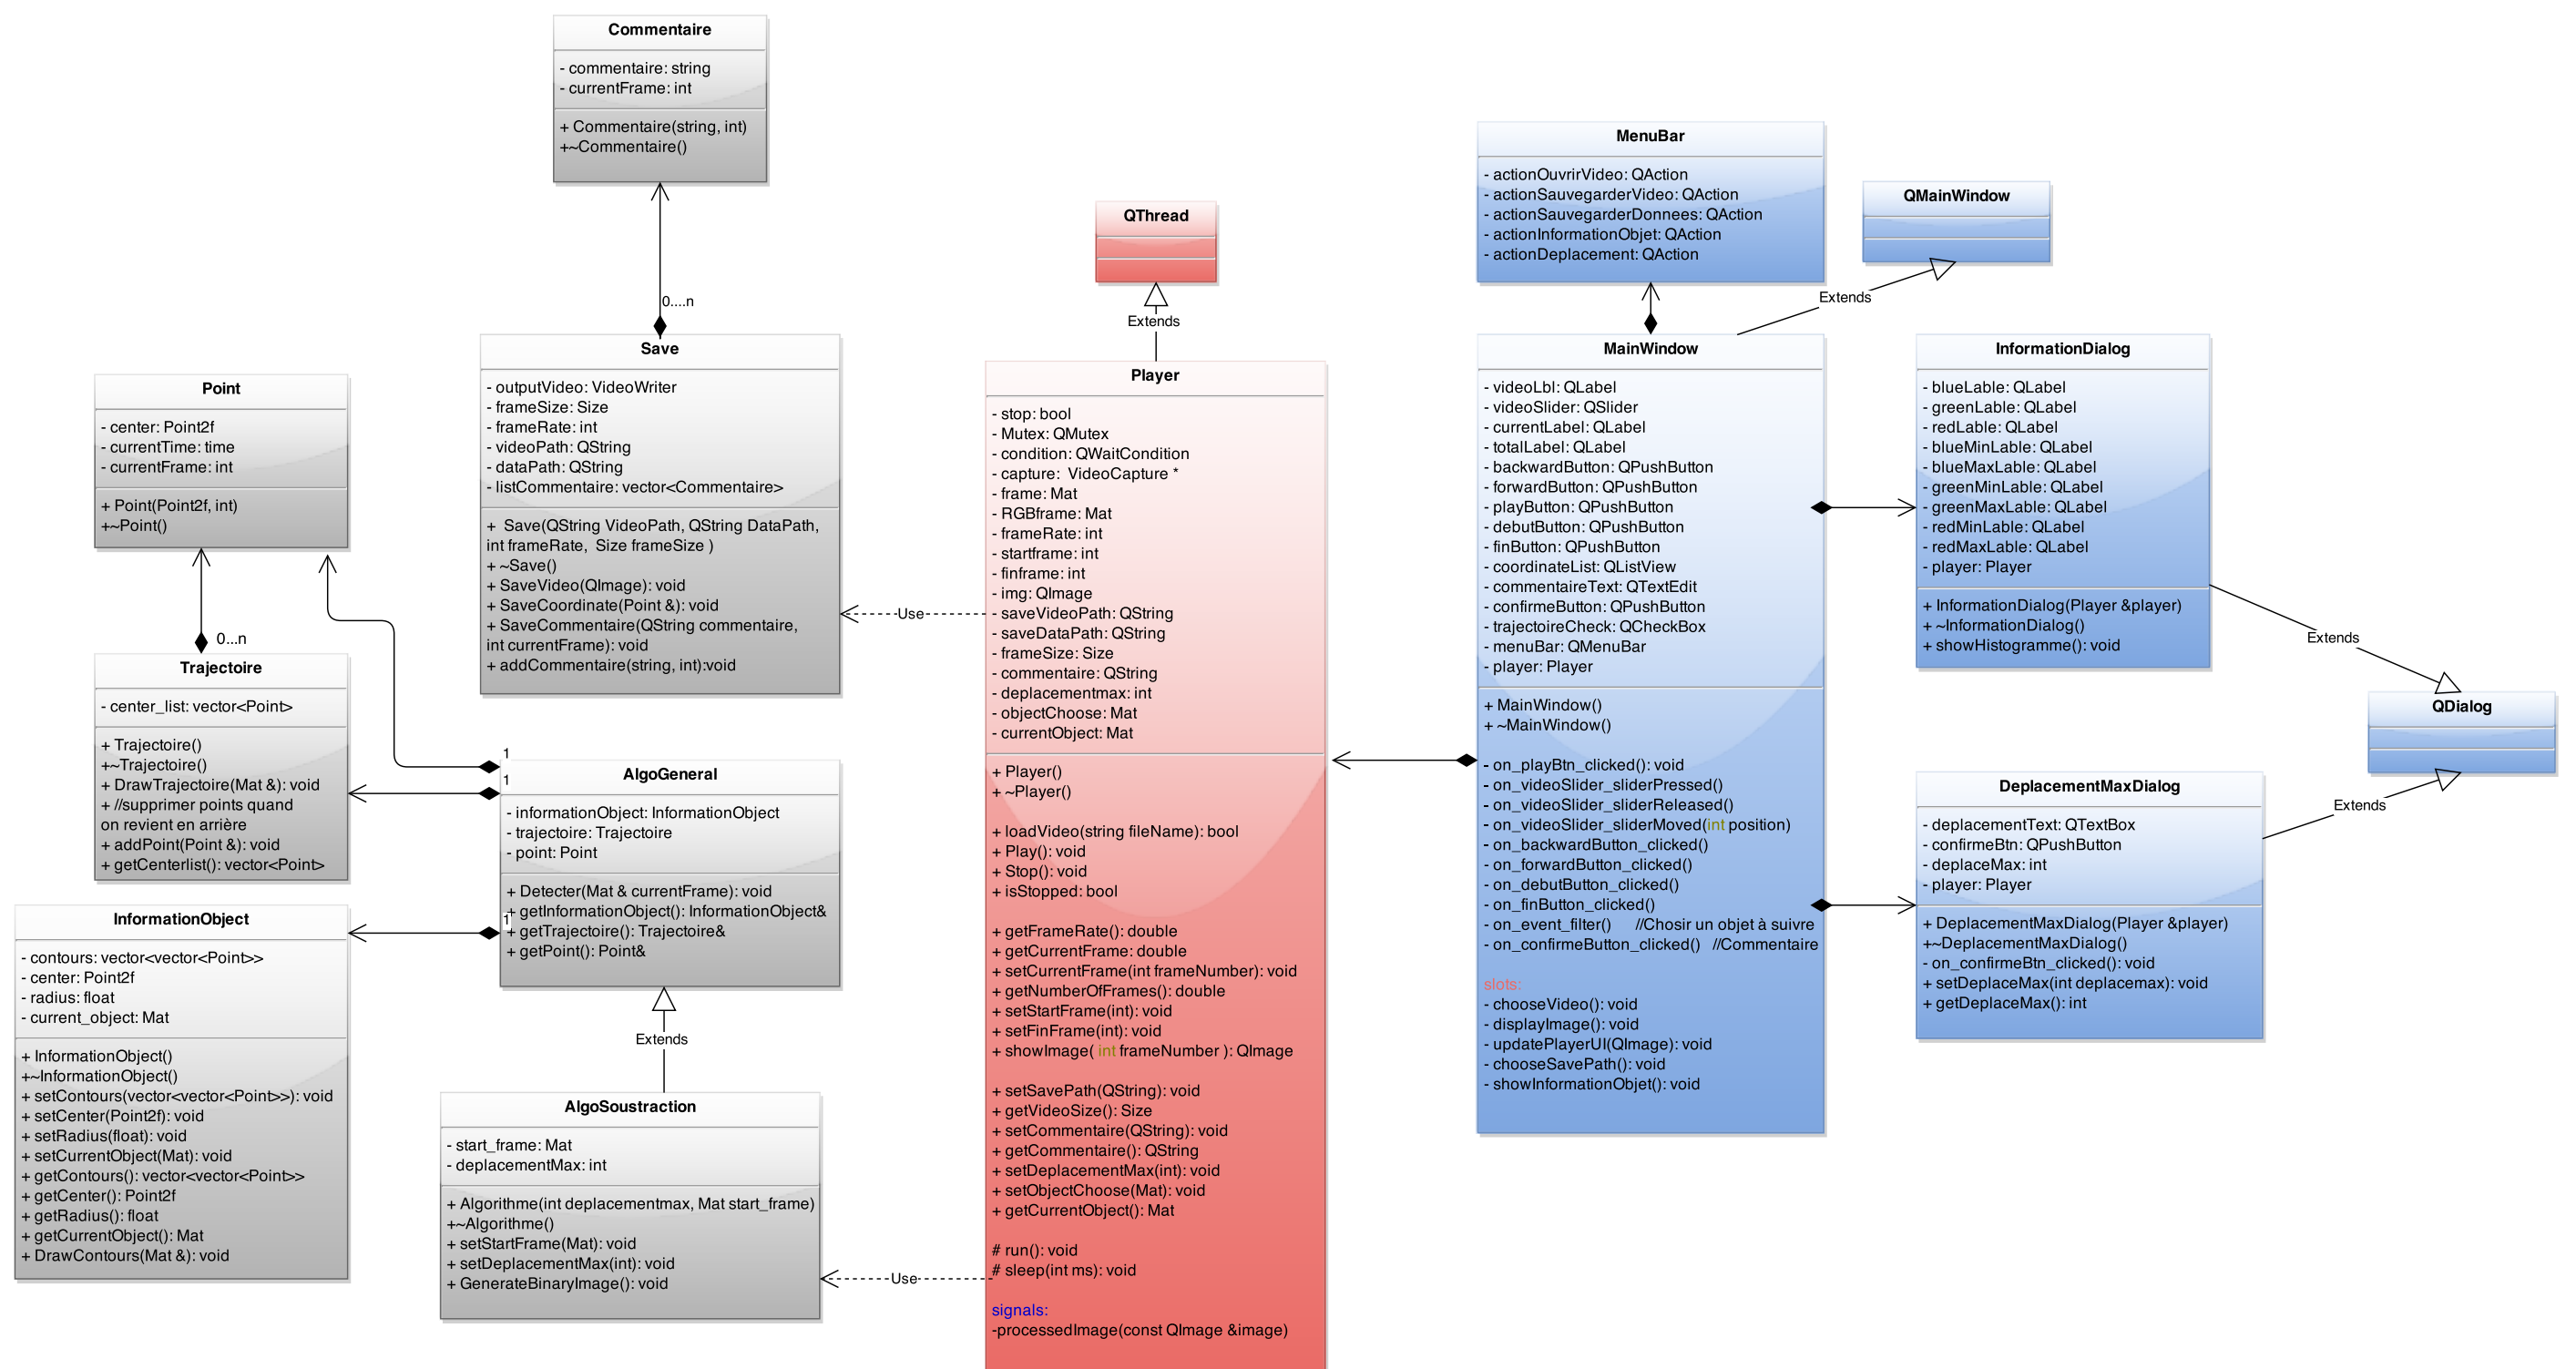 Commentaire
- commentaire: string
- currentFrame: int
+ Commentaire(string, int)
+~Commentaire()
0....n
Save
- outputVideo: VideoWriter
- frameSize: Size
- frameRate: int
- videoPath: QString
- dataPath: QString
- listCommentaire: vector<Commentaire>
+  Save(QString VideoPath, QString DataPath,
int frameRate,  Size frameSize )
+ ~Save()
+ SaveVideo(QImage): void
+ SaveCoordinate(Point &): void
+ SaveCommentaire(QString commentaire,
int currentFrame): void
+ addCommentaire(string, int):void
Point
- center: Point2f
- currentTime: time
- currentFrame: int
+ Point(Point2f, int)
+~Point()
0...n
Trajectoire
- center_list: vector<Point>
+ Trajectoire()
+~Trajectoire()
+ DrawTrajectoire(Mat &): void
+ //supprimer points quand
on revient en arrière
+ addPoint(Point &): void
+ getCenterlist(): vector<Point>
InformationObject
- contours: vector<vector<Point>>
- center: Point2f
- radius: float
- current_object: Mat
+ InformationObject()
+~InformationObject()
+ setContours(vector<vector<Point>>): void
+ setCenter(Point2f): void
+ setRadius(float): void
+ setCurrentObject(Mat): void
+ getContours(): vector<vector<Point>>
+ getCenter(): Point2f
+ getRadius(): float
+ getCurrentObject(): Mat
+ DrawContours(Mat &): void
1
1
1
AlgoGeneral
- informationObject: InformationObject
- trajectoire: Trajectoire
- point: Point
+ Detecter(Mat & currentFrame): void
+ getInformationObject(): InformationObject&
+ getTrajectoire(): Trajectoire&
+ getPoint(): Point&
Extends
AlgoSoustraction
- start_frame: Mat
- deplacementMax: int
+ Algorithme(int deplacementmax, Mat start_frame)
+~Algorithme()
+ setStartFrame(Mat): void
+ setDeplacementMax(int): void
+ GenerateBinaryImage(): void
Use
Use
QThread
Extends
Player
- stop: bool
- Mutex: QMutex
- condition: QWaitCondition
- capture:  VideoCapture *
- frame: Mat
- RGBframe: Mat
- frameRate: int
- startframe: int
- finframe: int
- img: QImage
- saveVideoPath: QString
- saveDataPath: QString
- frameSize: Size
- commentaire: QString
- deplacementmax: int
- objectChoose: Mat
- currentObject: Mat
+ Player()
+ ~Player()
+ loadVideo(string fileName): bool
+ Play(): void
+ Stop(): void
+ isStopped: bool
+ getFrameRate(): double
+ getCurrentFrame: double
+ setCurrentFrame(int frameNumber): void
+ getNumberOfFrames(): double
+ setStartFrame(int): void
+ setFinFrame(int): void
+ showImage( int frameNumber ): QImage
+ setSavePath(QString): void
+ getVideoSize(): Size
+ setCommentaire(QString): void
+ getCommentaire(): QString
+ setDeplacementMax(int): void
+ setObjectChoose(Mat): void
+ getCurrentObject(): Mat
# run(): void
# sleep(int ms): void
signals:
-processedImage(const QImage &image)
MenuBar
- actionOuvrirVideo: QAction
- actionSauvegarderVideo: QAction
- actionSauvegarderDonnees: QAction
- actionInformationObjet: QAction
- actionDeplacement: QAction
QMainWindow
Extends
MainWindow
- videoLbl: QLabel
- videoSlider: QSlider
- currentLabel: QLabel
- totalLabel: QLabel
- backwardButton: QPushButton
- forwardButton: QPushButton
- playButton: QPushButton
- debutButton: QPushButton
- finButton: QPushButton
- coordinateList: QListView
- commentaireText: QTextEdit
- confirmeButton: QPushButton
- trajectoireCheck: QCheckBox
- menuBar: QMenuBar
- player: Player
+ MainWindow()
+ ~MainWindow()
- on_playBtn_clicked(): void
- on_videoSlider_sliderPressed()
- on_videoSlider_sliderReleased()
- on_videoSlider_sliderMoved(int position)
- on_backwardButton_clicked()
- on_forwardButton_clicked()
- on_debutButton_clicked()
- on_finButton_clicked()
- on_event_filter()     //Chosir un objet à suivre
- on_confirmeButton_clicked()   //Commentaire
slots:
- chooseVideo(): void
- displayImage(): void
- updatePlayerUI(QImage): void
- chooseSavePath(): void
- showInformationObjet(): void
InformationDialog
- blueLable: QLabel
- greenLable: QLabel
- redLable: QLabel
- blueMinLable: QLabel
- blueMaxLable: QLabel
- greenMinLable: QLabel
- greenMaxLable: QLabel
- redMinLable: QLabel
- redMaxLable: QLabel
- player: Player
+ InformationDialog(Player &player)
+ ~InformationDialog()
+ showHistogramme(): void
Extends
QDialog
Extends
DeplacementMaxDialog
- deplacementText: QTextBox
- confirmeBtn: QPushButton
- deplaceMax: int
- player: Player
+ DeplacementMaxDialog(Player &player)
+~DeplacementMaxDialog()
- on_confirmeBtn_clicked(): void
+ setDeplaceMax(int deplacemax): void
+ getDeplaceMax(): int